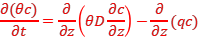 ∂(θc)/∂t = ∂/∂z (θD ∂c/∂z) − ∂/∂z (qc)